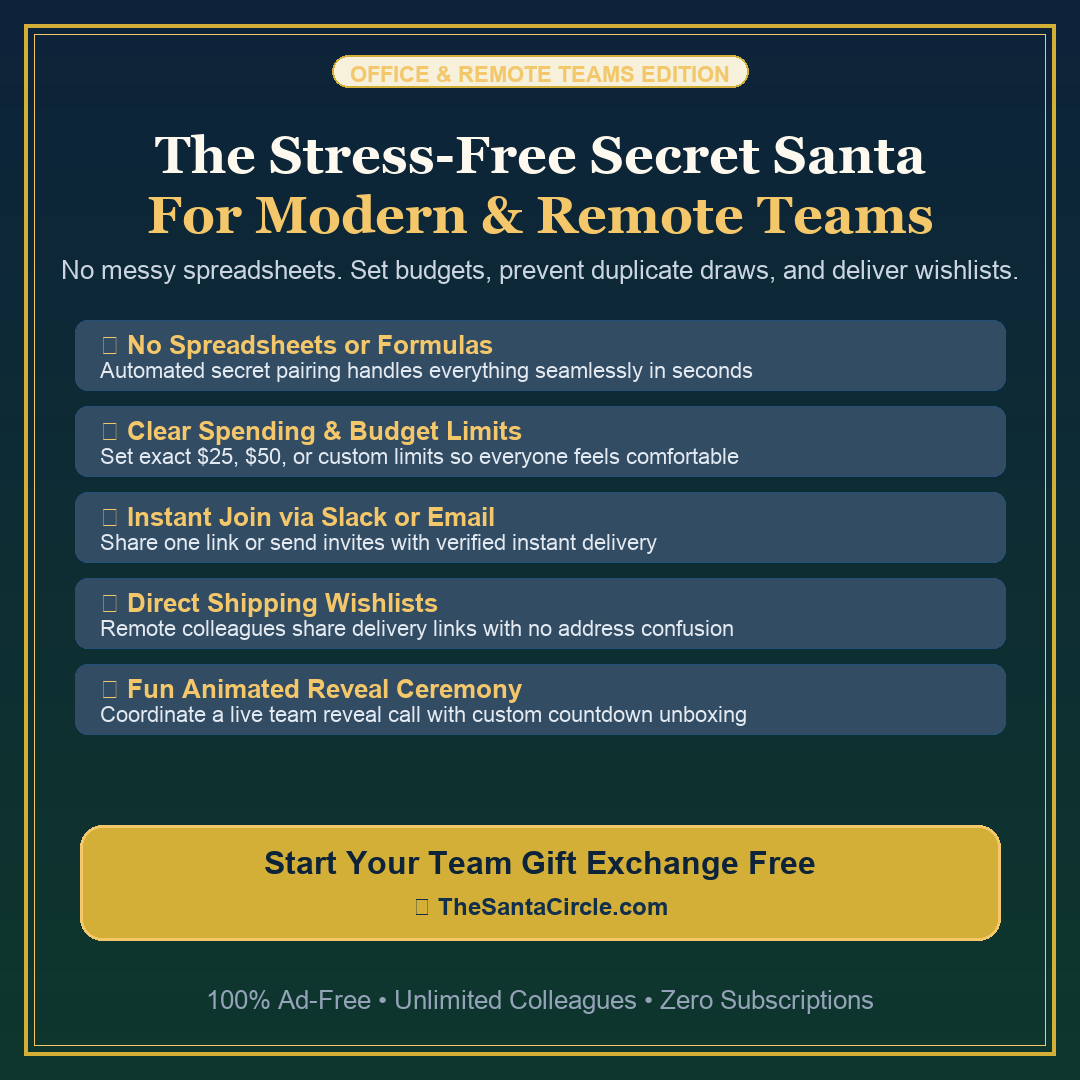 OFFICE & REMOTE TEAMS EDITION
The Stress-Free Secret Santa
For Modern & Remote Teams
No messy spreadsheets. Set budgets, prevent duplicate draws, and deliver wishlists.
No Spreadsheets or Formulas
Automated secret pairing handles everything seamlessly in seconds
Clear Spending & Budget Limits
Set exact $25, $50, or custom limits so everyone feels comfortable
Instant Join via Slack or Email
Share one link or send invites with verified instant delivery
Direct Shipping Wishlists
Remote colleagues share delivery links with no address confusion
Fun Animated Reveal Ceremony
Coordinate a live team reveal call with custom countdown unboxing
Start Your Team Gift Exchange Free
TheSantaCircle.com
100% Ad-Free • Unlimited Colleagues • Zero Subscriptions